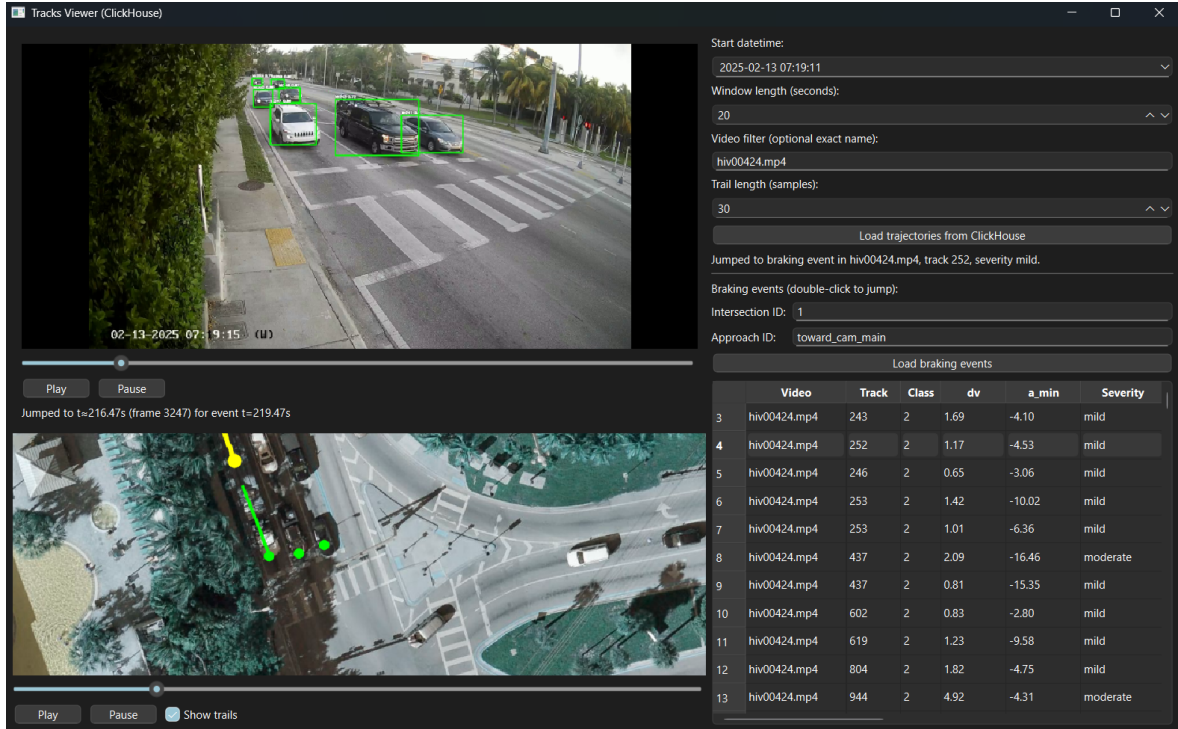 Tracks Viewer (ClickHouse)
02-13-2025 07:19:15 (W)
Play Pause
Jumped to t≈216.47s (frame 3247) for event t=219.47s
Play Pause Show trails
Start datetime:
2025-02-13 07:19:11
Window length (seconds):
20
Video filter (optional exact name):
hiv00424.mp4
Trail length (samples):
30
Load trajectories from ClickHouse
Jumped to braking event in hiv00424.mp4, track 252, severity mild.
Braking events (double-click to jump):
Intersection ID: 1
Approach ID: toward_cam_main
Load braking events
Video Track Class dv a_min Severity
3 hiv00424.mp4 243 2 1.69 -4.10 mild
4 hiv00424.mp4 252 2 1.17 -4.53 mild
5 hiv00424.mp4 246 2 0.65 -3.06 mild
6 hiv00424.mp4 253 2 1.42 -10.02 mild
7 hiv00424.mp4 253 2 1.01 -6.36 mild
8 hiv00424.mp4 437 2 2.09 -16.46 moderate
9 hiv00424.mp4 437 2 0.81 -15.35 mild
10 hiv00424.mp4 602 2 0.83 -2.80 mild
11 hiv00424.mp4 619 2 1.23 -9.58 mild
12 hiv00424.mp4 804 2 1.82 -4.75 mild
13 hiv00424.mp4 944 2 4.92 -4.31 moderate